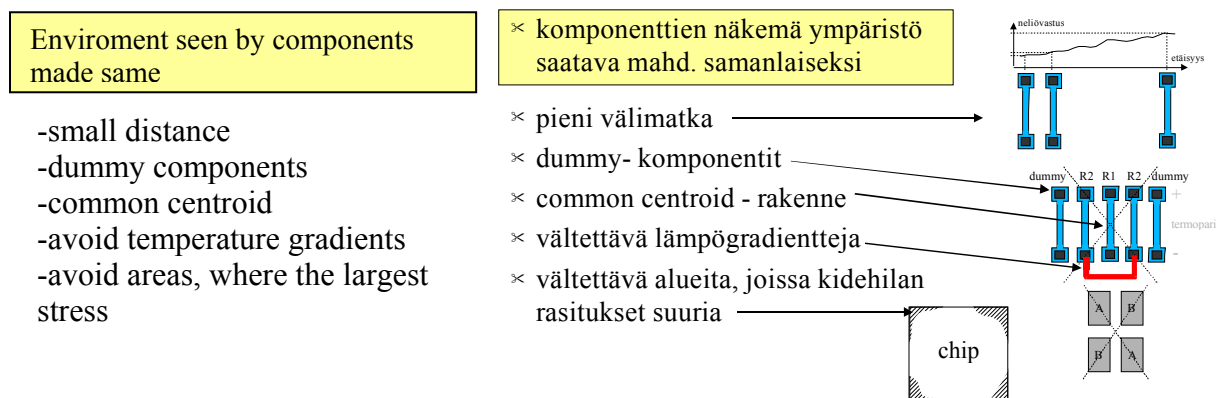 Enviroment seen by components
made same
-small distance
-dummy components
-common centroid
-avoid temperature gradients
-avoid areas, where the largest
stress
komponenttien näkemä ympäristö
saatava mahd. samanlaiseksi
pieni välimatka
dummy- komponentit
common centroid - rakenne
vältettävä lämpögradientteja
vältettävä alueita, joissa kidehilan
rasitukset suuria
neliövastus
etäisyys
dummy R2 R1 R2 dummy
+
termopari
-
A B
B A
chip